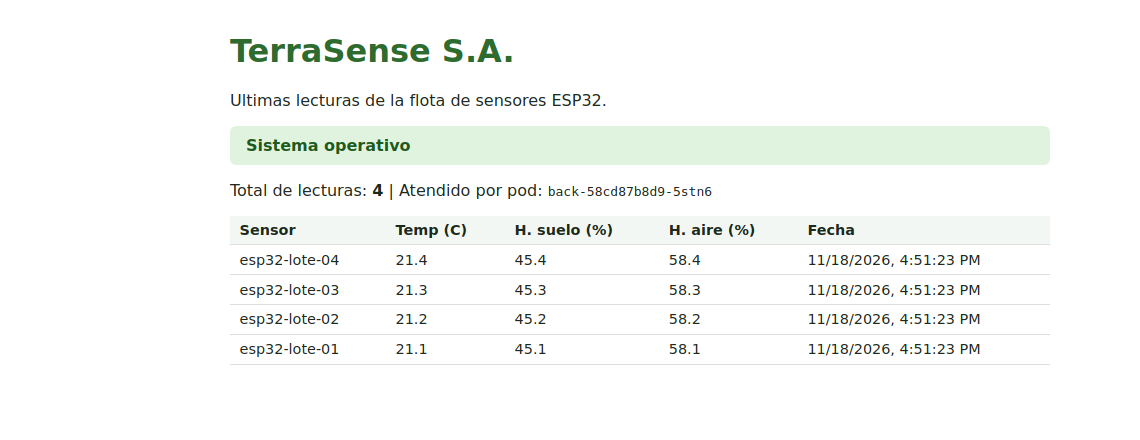 TerraSense S.A.
Ultimas lecturas de la flota de sensores ESP32.
Sistema operativo
Total de lecturas: 4 | Atendido por pod: back-58cd87b8d9-5stn6
Sensor Temp (C) H. suelo (%) H. aire (%) Fecha
esp32-lote-04 21.4 45.4 58.4 11/18/2026, 4:51:23 PM
esp32-lote-03 21.3 45.3 58.3 11/18/2026, 4:51:23 PM
esp32-lote-02 21.2 45.2 58.2 11/18/2026, 4:51:23 PM
esp32-lote-01 21.1 45.1 58.1 11/18/2026, 4:51:23 PM